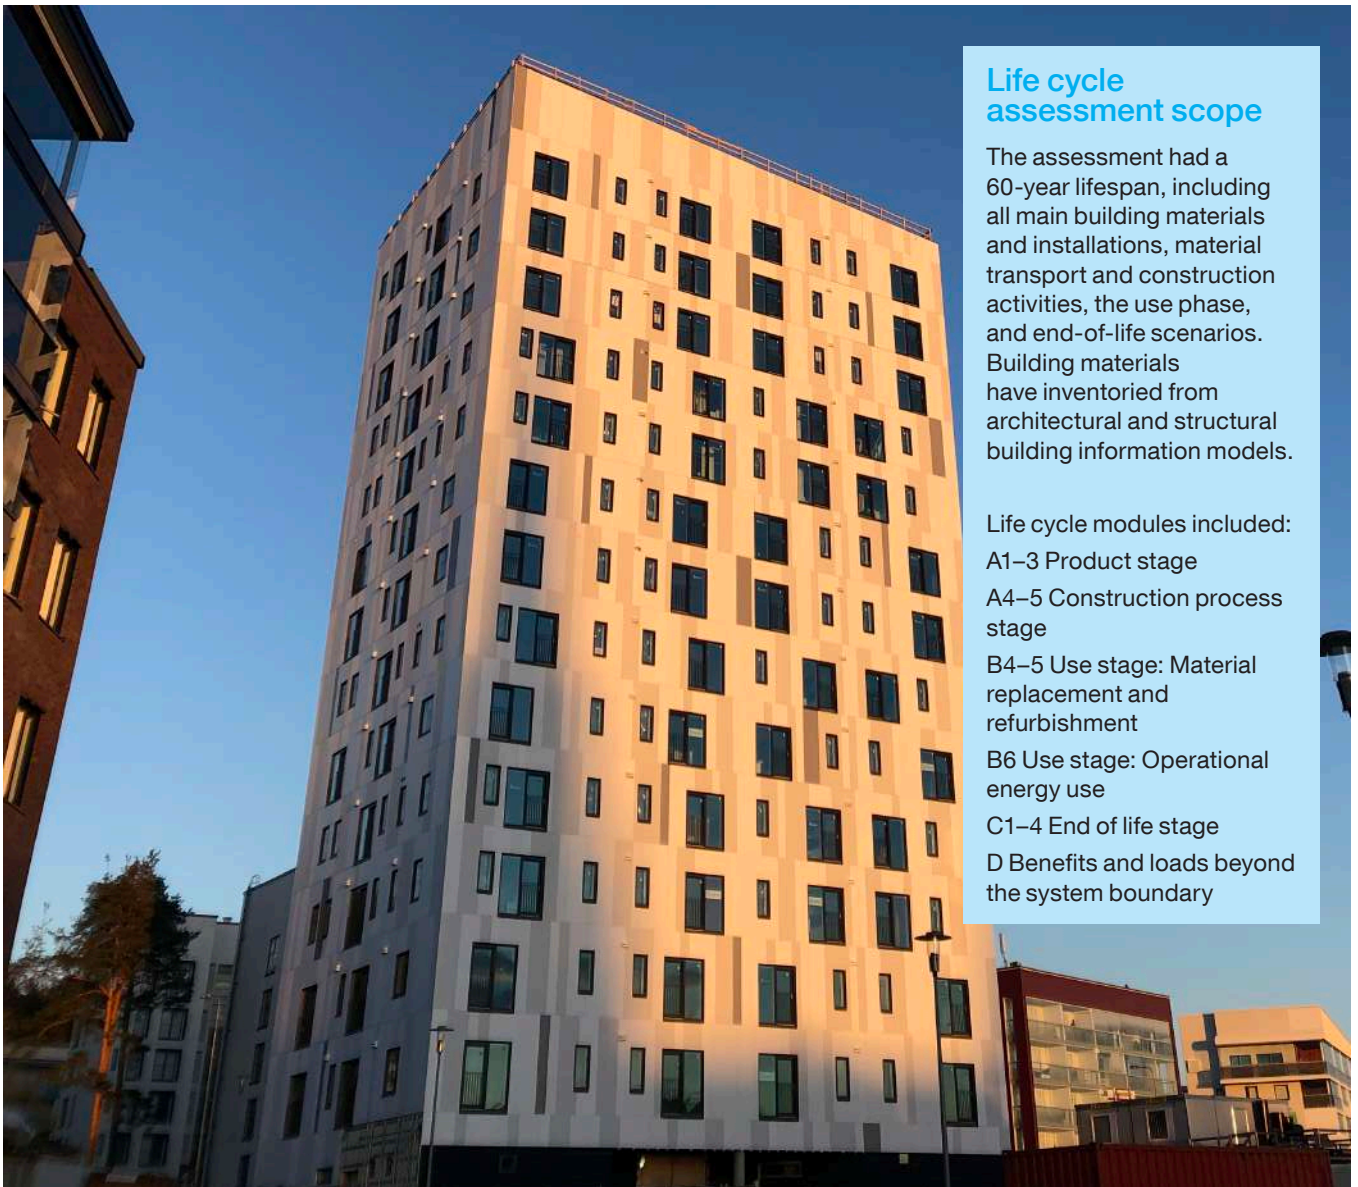 Life cycle
assessment scope
The assessment had a
60-year lifespan, including
all main building materials
and installations, material
transport and construction
activities, the use phase,
and end-of-life scenarios.
Building materials
have inventoried from
architectural and structural
building information models.
Life cycle modules included:
A1–3 Product stage
A4–5 Construction process
stage
B4–5 Use stage: Material
replacement and
refurbishment
B6 Use stage: Operational
energy use
C1–4 End of life stage
D Benefits and loads beyond
the system boundary